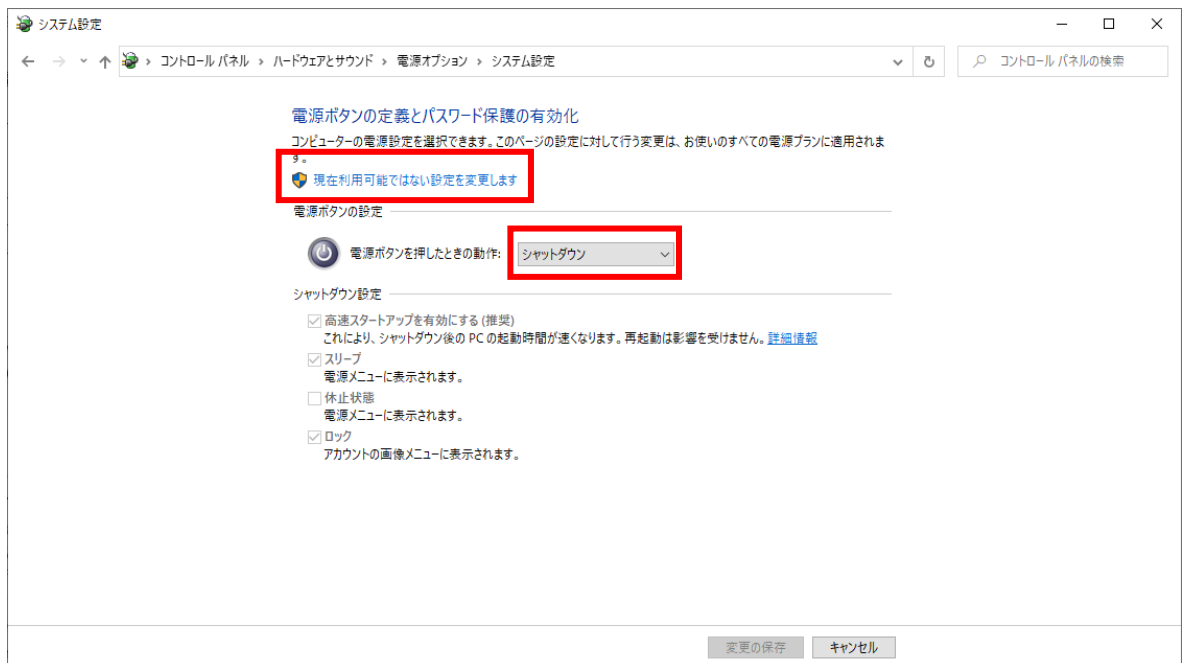 システム設定
コントロール パネル › ハードウェアとサウンド › 電源オプション › システム設定
コントロール パネルの検索
電源ボタンの定義とパスワード保護の有効化
コンピューターの電源設定を選択できます。このページの設定に対して行う変更は、お使いのすべての電源プランに適用されま
す。
現在利用可能ではない設定を変更します
電源ボタンの設定
電源ボタンを押したときの動作: シャットダウン
シャットダウン設定
高速スタートアップを有効にする (推奨)
これにより、シャットダウン後の PC の起動時間が速くなります。再起動は影響を受けません。詳細情報
スリープ
電源メニューに表示されます。
休止状態
電源メニューに表示されます。
ロック
アカウントの画像メニューに表示されます。
変更の保存 キャンセル